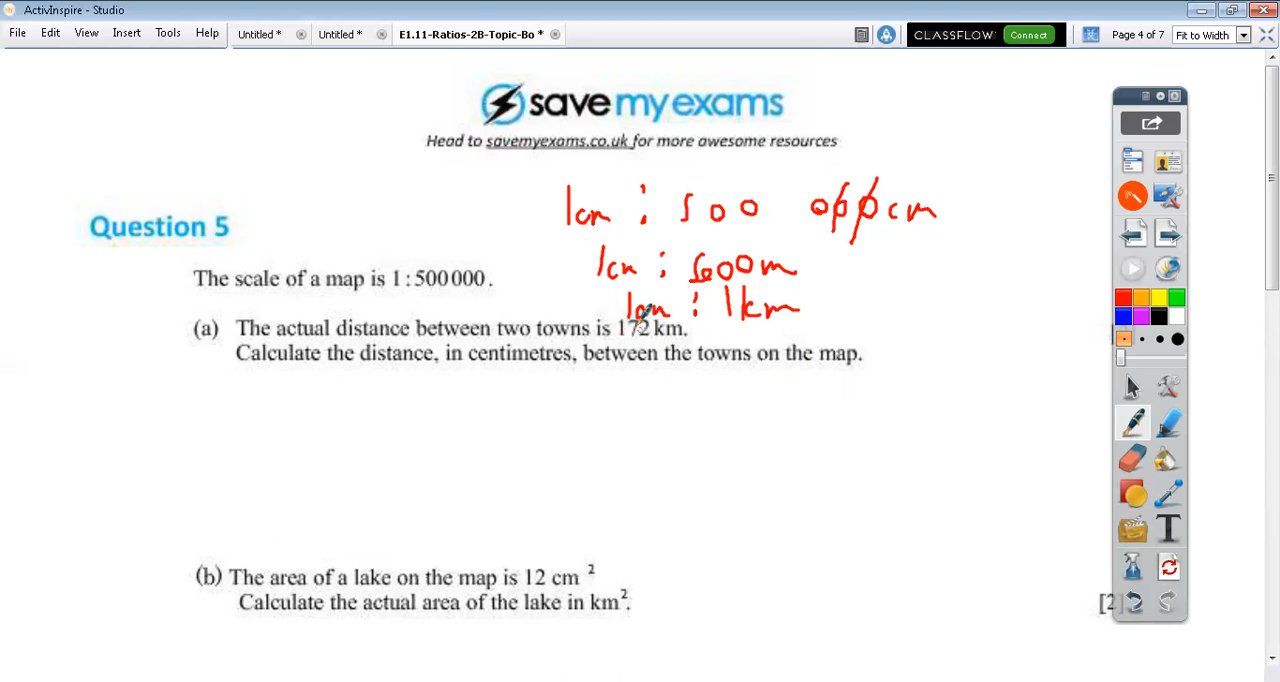 ActivInspire - Studio
File Edit View Insert Tools Help Untitled * Untitled * E1.11-Ratios-2B-Topic-Bo * CLASSFLOW Connect Page 4 of 7 Fit to Width
save my exams
Head to savemyexams.co.uk for more awesome resources
1cm : 500 000cm
Question 5
1cm : 5000m
The scale of a map is 1 : 500 000.
1cm : 1km
(a) The actual distance between two towns is 172 km.
Calculate the distance, in centimetres, between the towns on the map.
(b) The area of a lake on the map is 12 cm ²
Calculate the actual area of the lake in km².
[2]
T